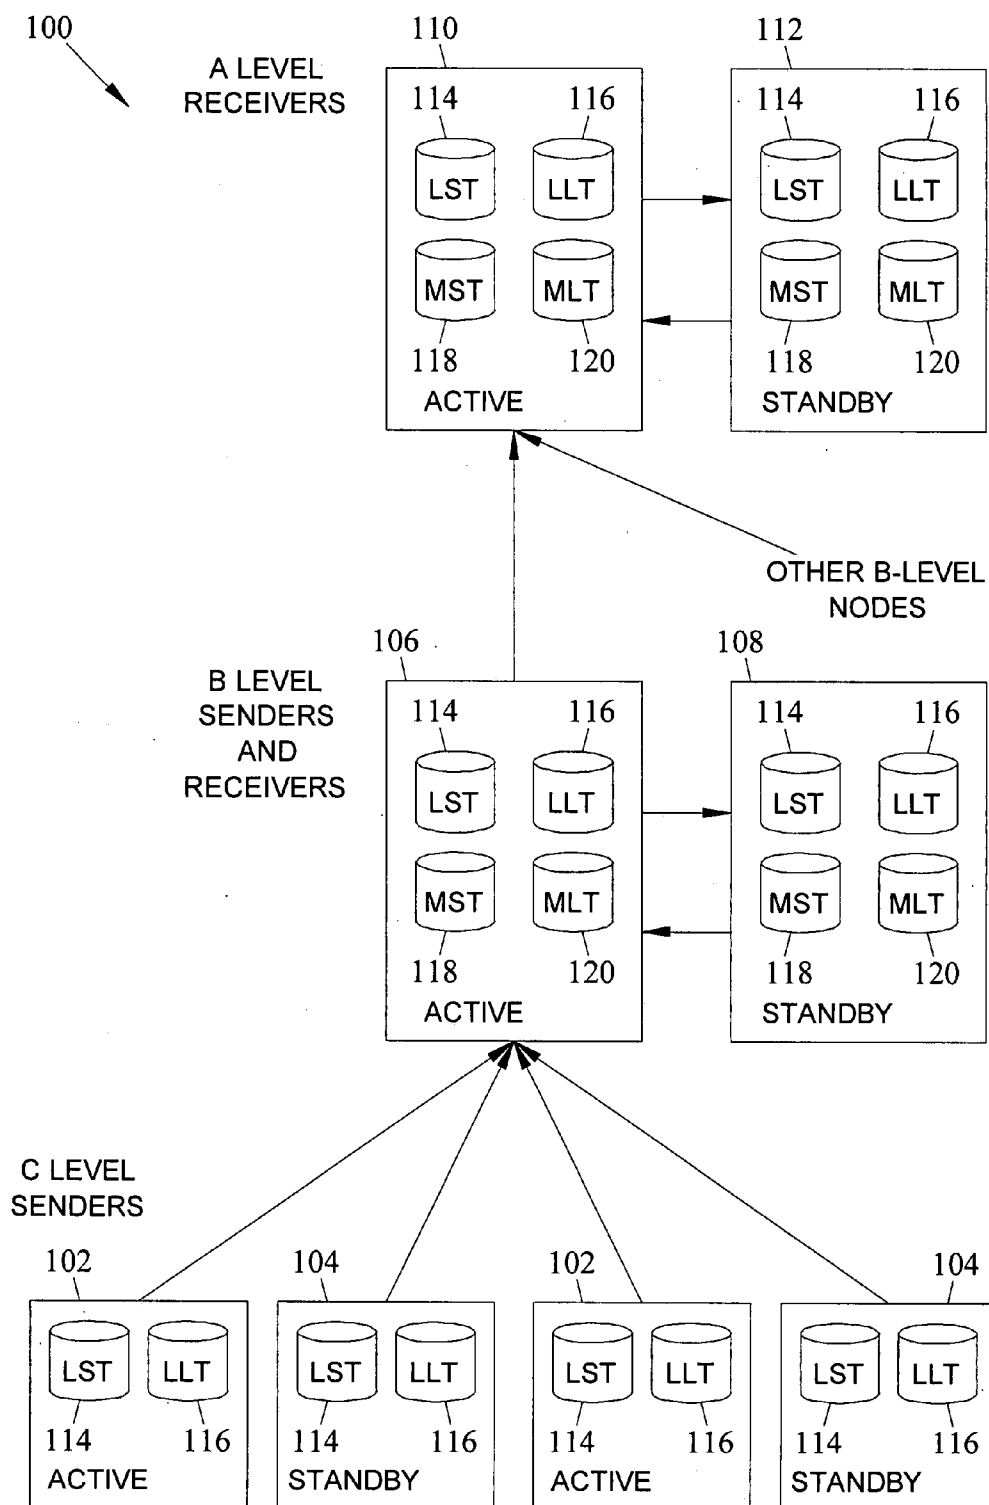 100
A LEVEL
RECEIVERS
110
112
114 116
LST LLT
MST MLT
118 120
ACTIVE
114 116
LST LLT
MST MLT
118 120
STANDBY
OTHER B-LEVEL
NODES
B LEVEL
SENDERS
AND
RECEIVERS
106
108
114 116
LST LLT
MST MLT
118 120
ACTIVE
114 116
LST LLT
MST MLT
118 120
STANDBY
C LEVEL
SENDERS
102
LST LLT
114 116
ACTIVE
104
LST LLT
114 116
STANDBY
102
LST LLT
114 116
ACTIVE
104
LST LLT
114 116
STANDBY